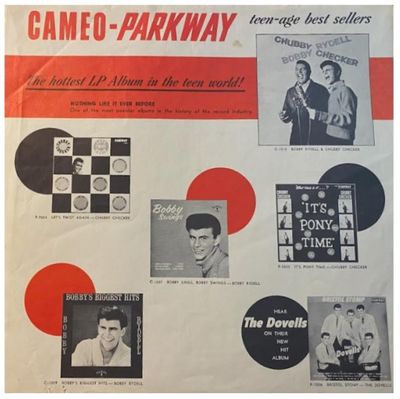 CAMEO-PARKWAY teen-age best sellers
The hottest LP Album in the teen world!
NOTHING LIKE IT EVER BEFORE
One of the most popular albums in the history of the record industry
CHUBBY RYDELL
BOBBY CHECKER
BOBBY RYDELL & CHUBBY CHECKER
PARKWAY
LET'S TWIST AGAIN—CHUBBY CHECKER
Bobby
Swings
BOBBY SINGS, BOBBY SWINGS—BOBBY RYDELL
CHUBBY
CHECKER
"IT'S
PONY
TIME"
IT'S PONY TIME—CHUBBY CHECKER
BOBBY'S BIGGEST HITS
BOBBY
RYDELL
BOBBY'S BIGGEST HITS—BOBBY RYDELL
HEAR
The Dovells
ON THEIR
NEW
HIT
ALBUM
BRISTOL STOMP
Dovells
BRISTOL STOMP—THE DOVELLS